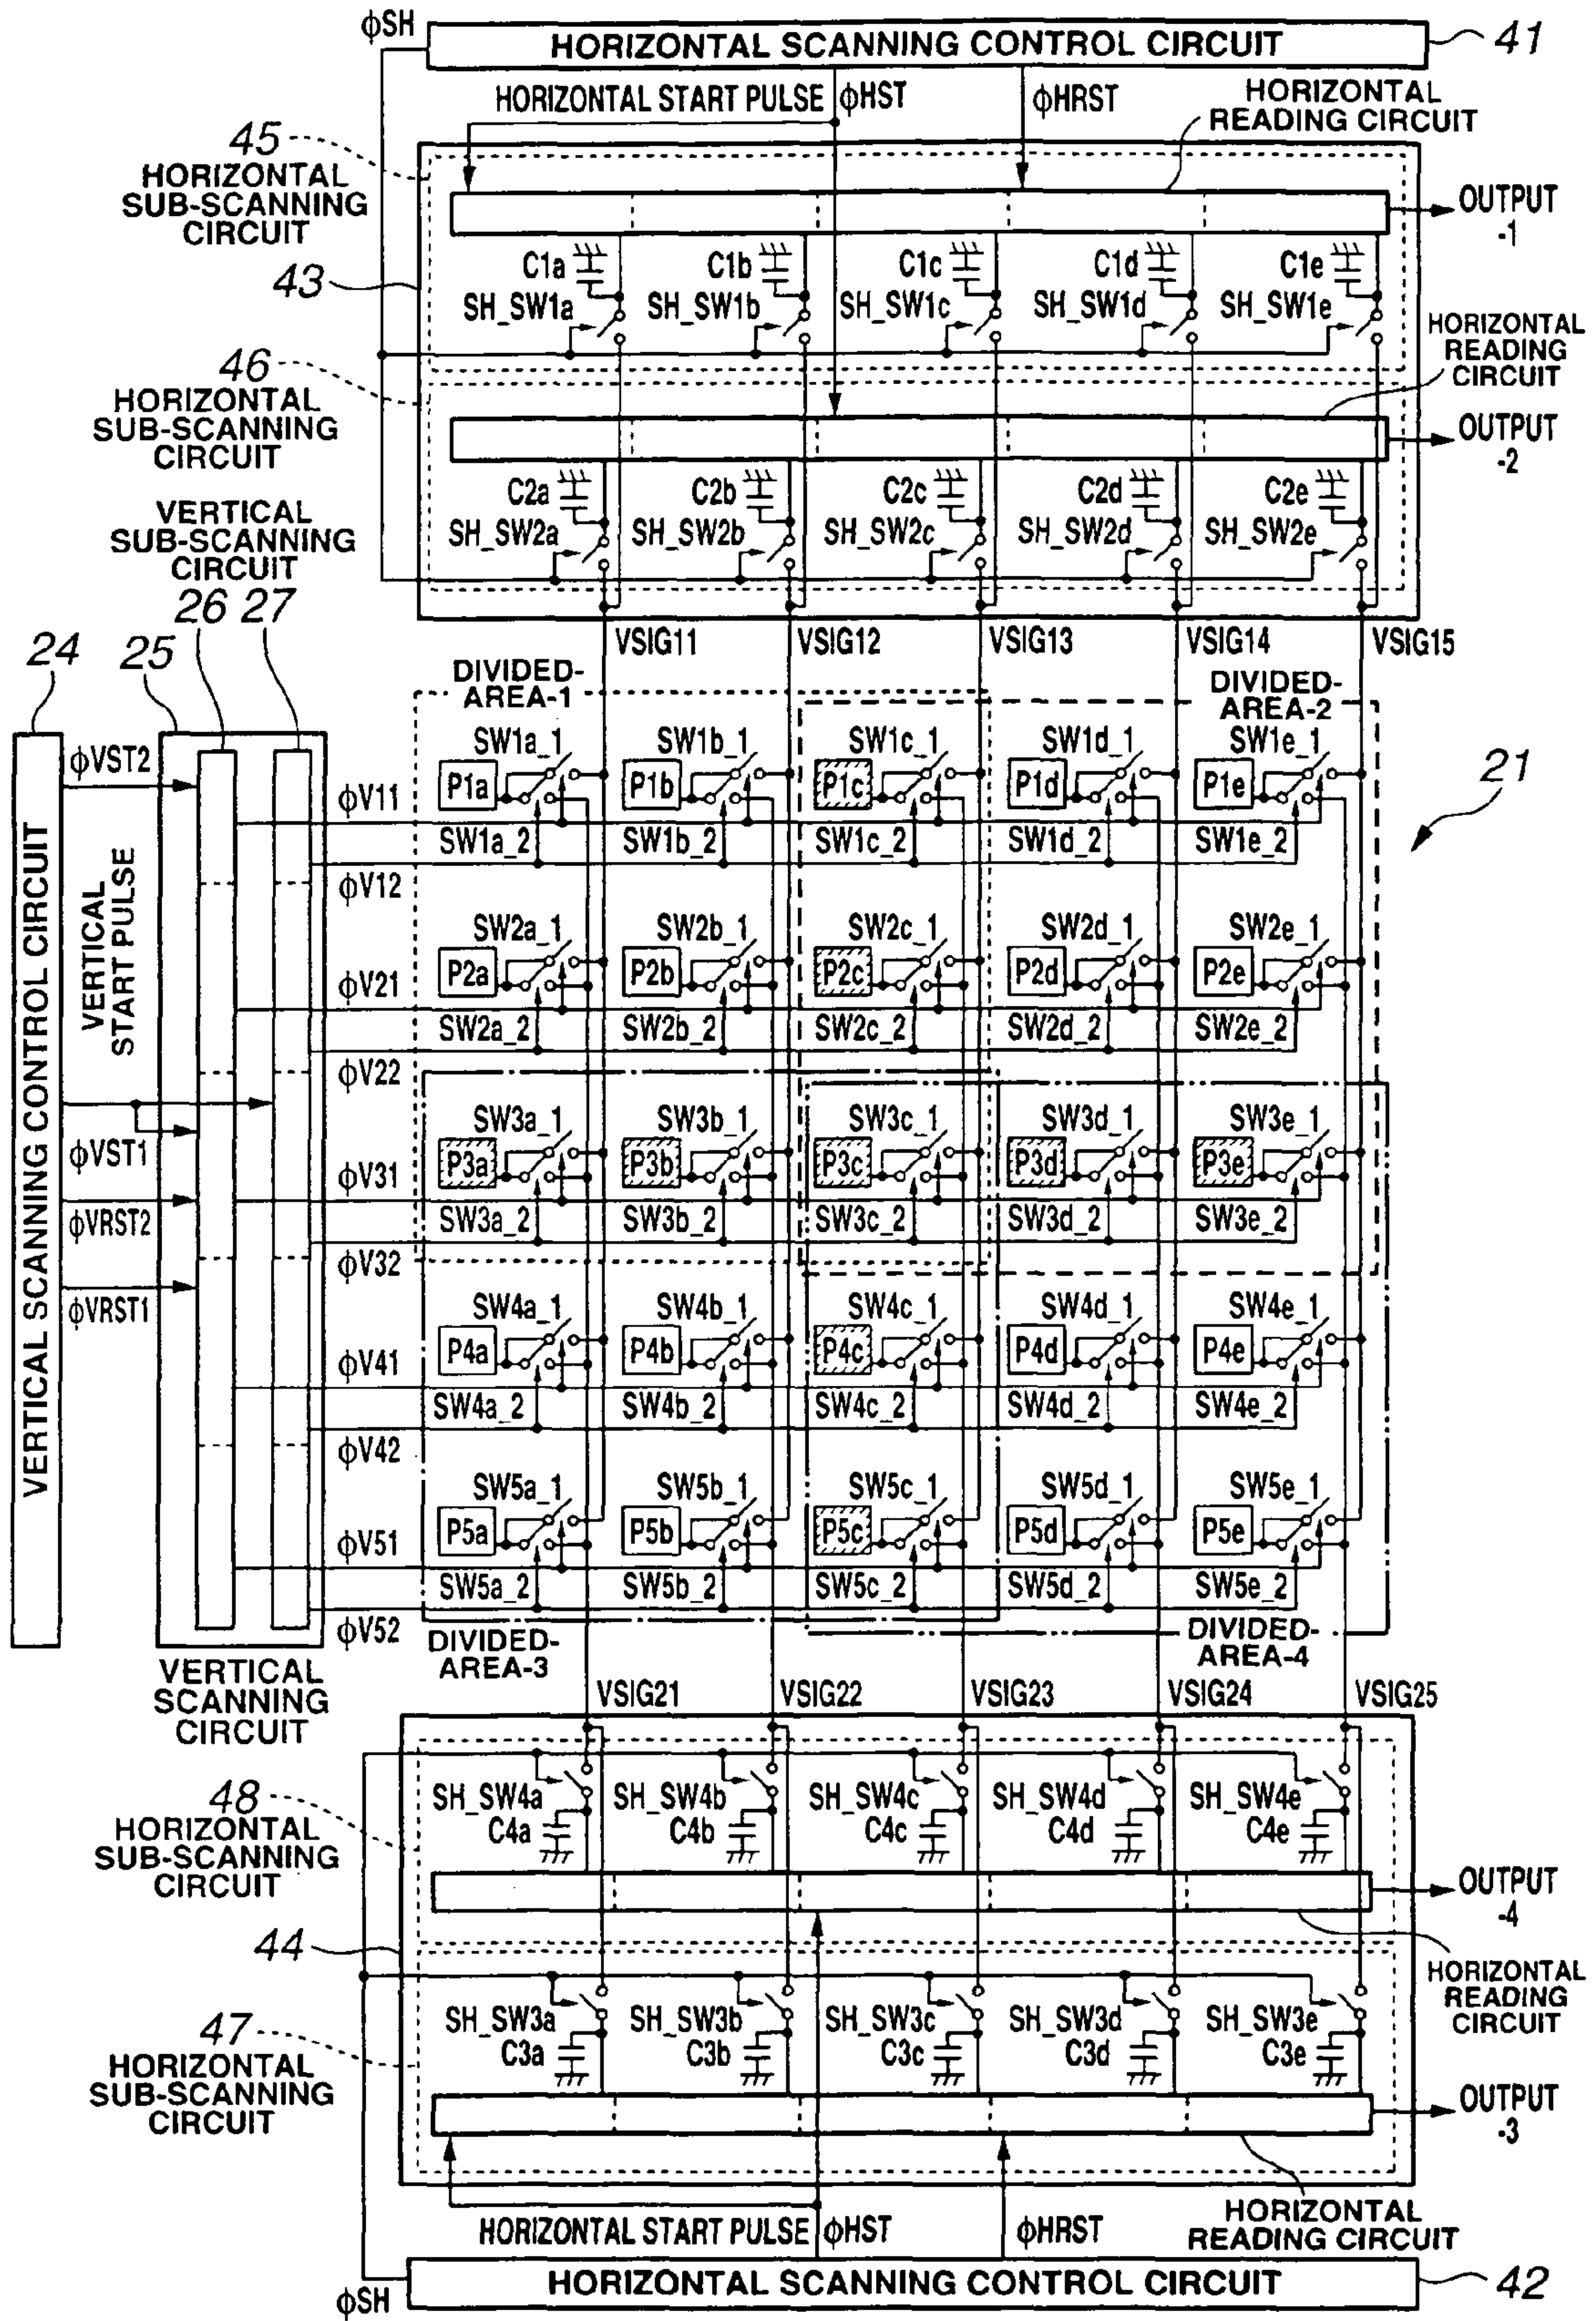 ϕSH
HORIZONTAL SCANNING CONTROL CIRCUIT
41
HORIZONTAL START PULSE
ϕHST
ϕHRST
HORIZONTAL
READING CIRCUIT
45
HORIZONTAL
SUB-SCANNING
CIRCUIT
OUTPUT
-1
43
C1a
C1b
C1c
C1d
C1e
SH_SW1a
SH_SW1b
SH_SW1c
SH_SW1d
SH_SW1e
HORIZONTAL
READING
CIRCUIT
46
HORIZONTAL
SUB-SCANNING
CIRCUIT
OUTPUT
-2
C2a
C2b
C2c
C2d
C2e
SH_SW2a
SH_SW2b
SH_SW2c
SH_SW2d
SH_SW2e
VERTICAL
SUB-SCANNING
CIRCUIT
26
27
24
25
VSIG11
VSIG12
VSIG13
VSIG14
VSIG15
DIVIDED-
AREA-1
DIVIDED-
AREA-2
21
VERTICAL SCANNING CONTROL CIRCUIT
VERTICAL
START PULSE
ϕVST2
ϕVST1
ϕVRST2
ϕVRST1
SW1a_1
SW1b_1
SW1c_1
SW1d_1
SW1e_1
P1a
P1b
P1c
P1d
P1e
ϕV11
SW1a_2
SW1b_2
SW1c_2
SW1d_2
SW1e_2
ϕV12
SW2a_1
SW2b_1
SW2c_1
SW2d_1
SW2e_1
P2a
P2b
P2c
P2d
P2e
ϕV21
SW2a_2
SW2b_2
SW2c_2
SW2d_2
SW2e_2
ϕV22
SW3a_1
SW3b_1
SW3c_1
SW3d_1
SW3e_1
P3a
P3b
P3c
P3d
P3e
ϕV31
SW3a_2
SW3b_2
SW3c_2
SW3d_2
SW3e_2
ϕV32
SW4a_1
SW4b_1
SW4c_1
SW4d_1
SW4e_1
P4a
P4b
P4c
P4d
P4e
ϕV41
SW4a_2
SW4b_2
SW4c_2
SW4d_2
SW4e_2
ϕV42
SW5a_1
SW5b_1
SW5c_1
SW5d_1
SW5e_1
P5a
P5b
P5c
P5d
P5e
ϕV51
SW5a_2
SW5b_2
SW5c_2
SW5d_2
SW5e_2
ϕV52
DIVIDED-
AREA-3
DIVIDED-
AREA-4
VERTICAL
SCANNING
CIRCUIT
VSIG21
VSIG22
VSIG23
VSIG24
VSIG25
48
HORIZONTAL
SUB-SCANNING
CIRCUIT
SH_SW4a
SH_SW4b
SH_SW4c
SH_SW4d
SH_SW4e
C4a
C4b
C4c
C4d
C4e
OUTPUT
-4
44
HORIZONTAL
READING
CIRCUIT
47
HORIZONTAL
SUB-SCANNING
CIRCUIT
SH_SW3a
SH_SW3b
SH_SW3c
SH_SW3d
SH_SW3e
C3a
C3b
C3c
C3d
C3e
OUTPUT
-3
HORIZONTAL START PULSE
ϕHST
ϕHRST
HORIZONTAL
READING CIRCUIT
ϕSH
HORIZONTAL SCANNING CONTROL CIRCUIT
42